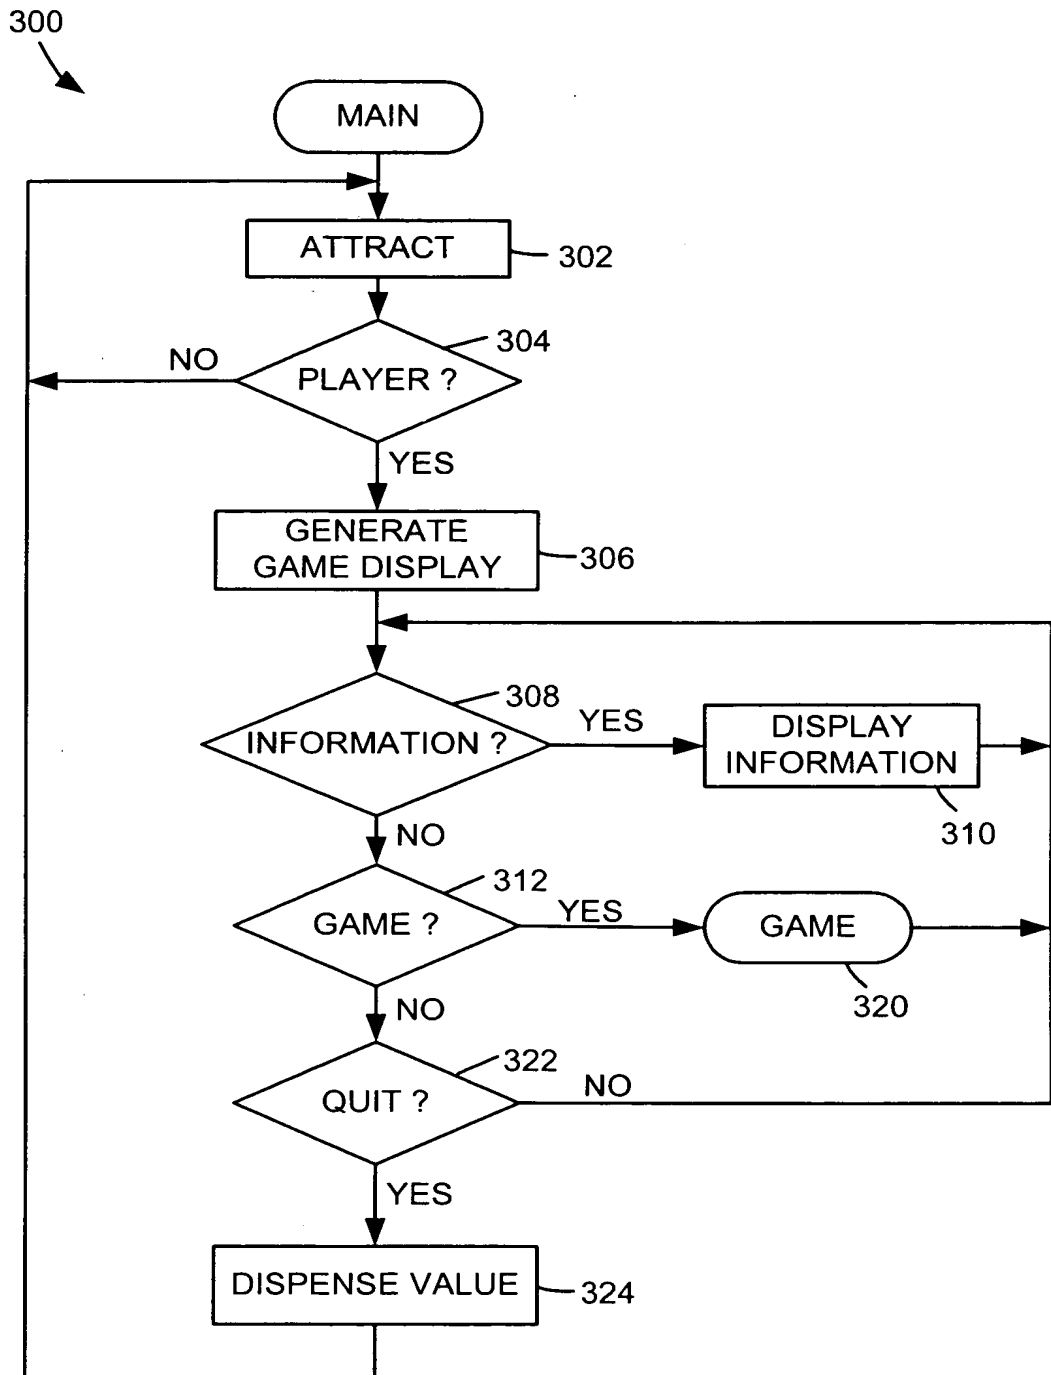 300
MAIN
ATTRACT
302
304
NO
PLAYER ?
YES
GENERATE
GAME DISPLAY
306
308
INFORMATION ?
YES
DISPLAY
INFORMATION
310
NO
312
GAME ?
YES
GAME
320
NO
322
QUIT ?
NO
YES
DISPENSE VALUE
324